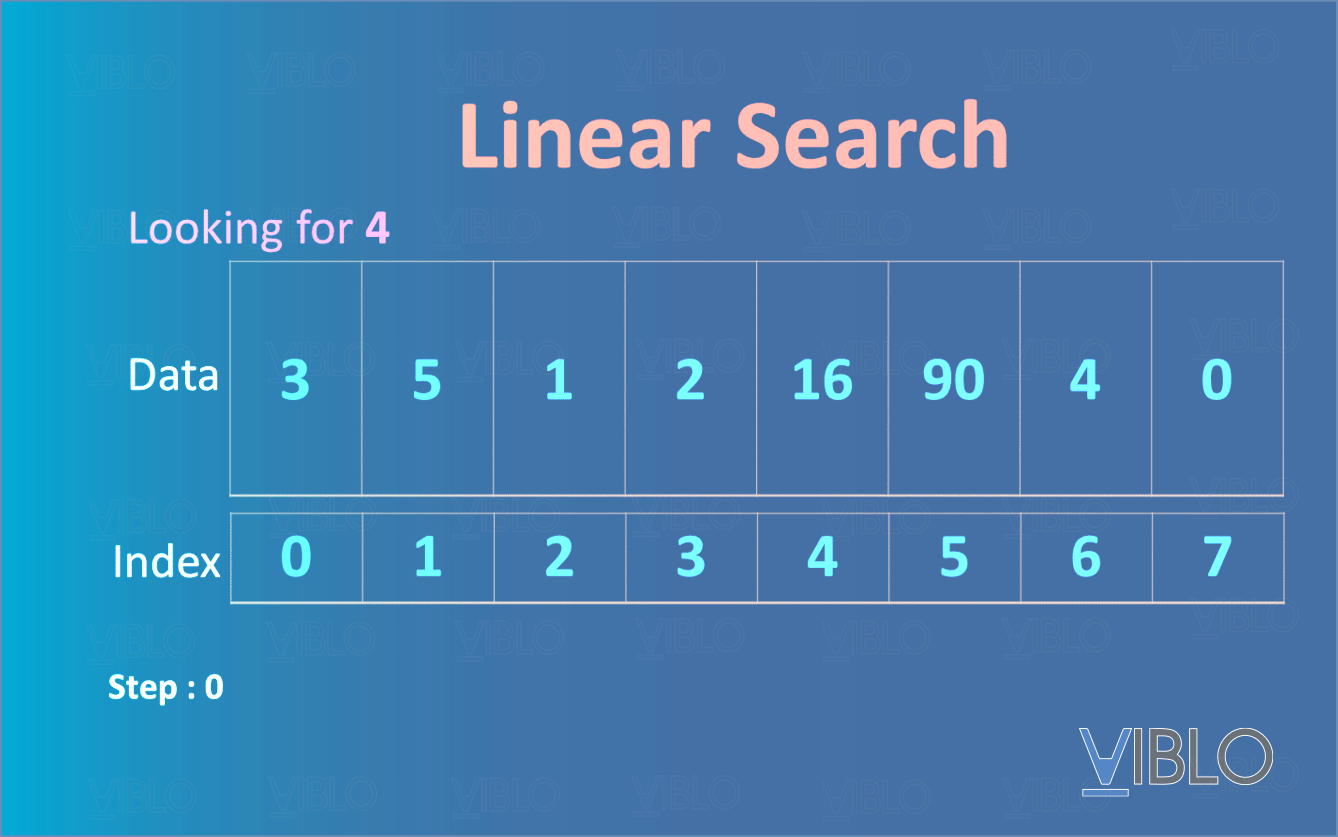 Linear Search
Looking for 4
Data 3 5 1 2 16 90 4 0
Index 0 1 2 3 4 5 6 7
Step : 0
VIBLO